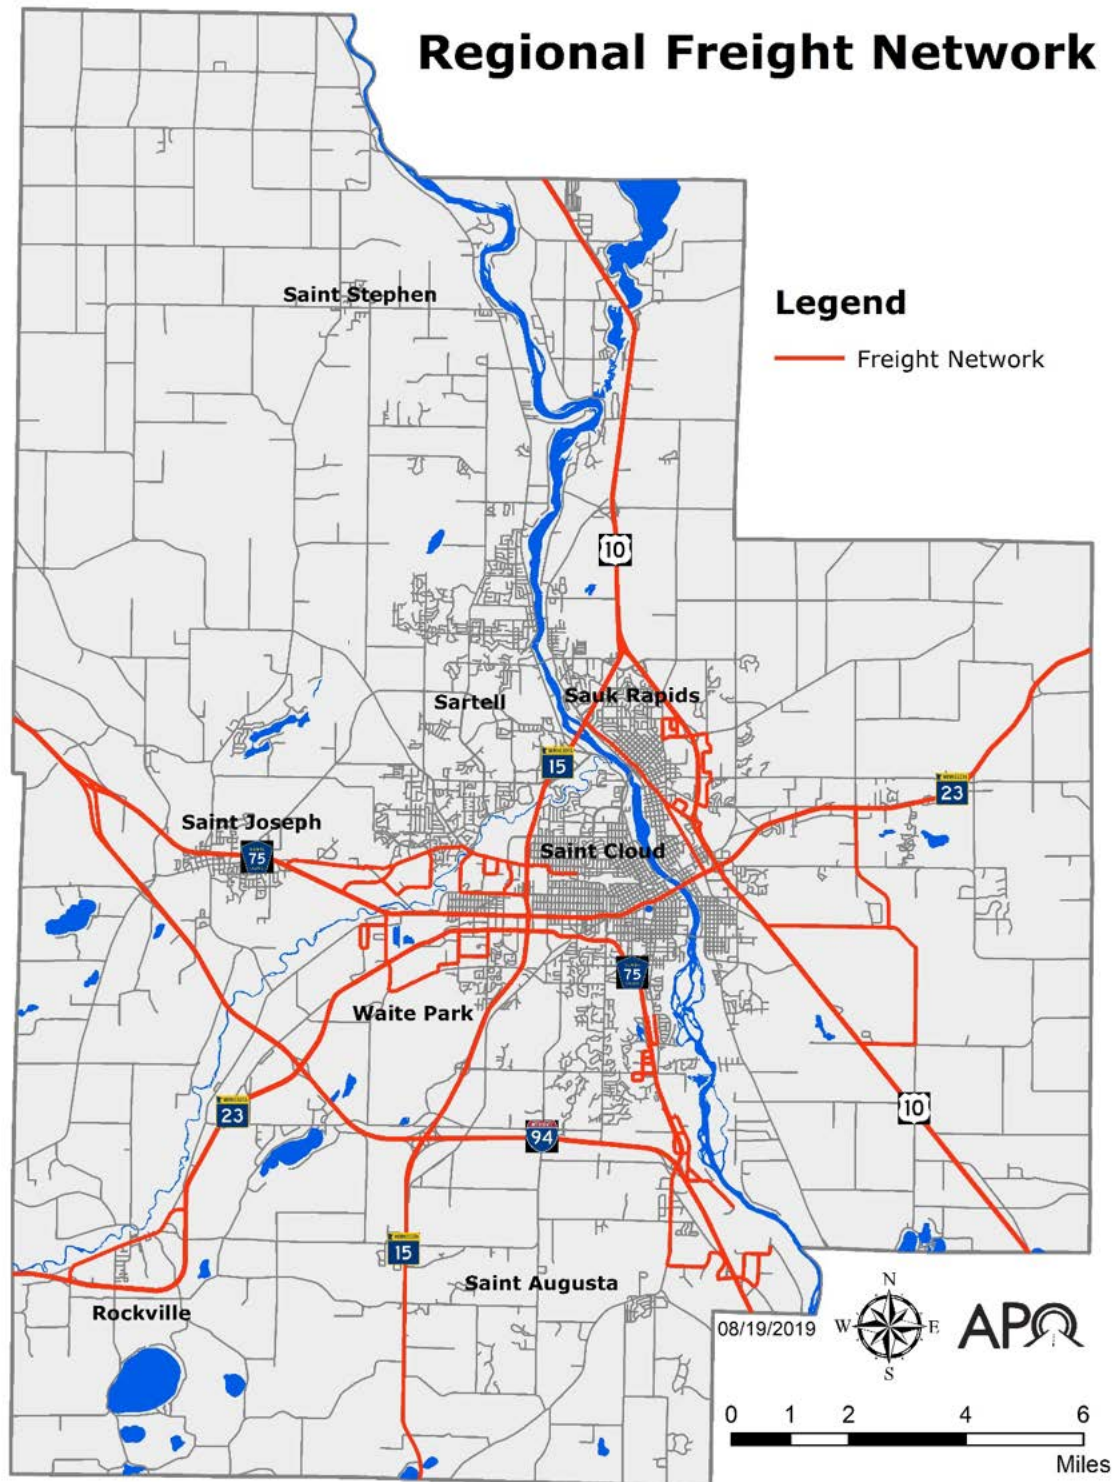 Regional Freight Network
Saint Stephen
Legend
Freight Network
10
Sartell
Sauk Rapids
15
23
Saint Joseph
75
Saint Cloud
75
Waite Park
23
10
94
15
Saint Augusta
Rockville
08/19/2019
N
W
E
S
APO
0 1 2 4 6
Miles